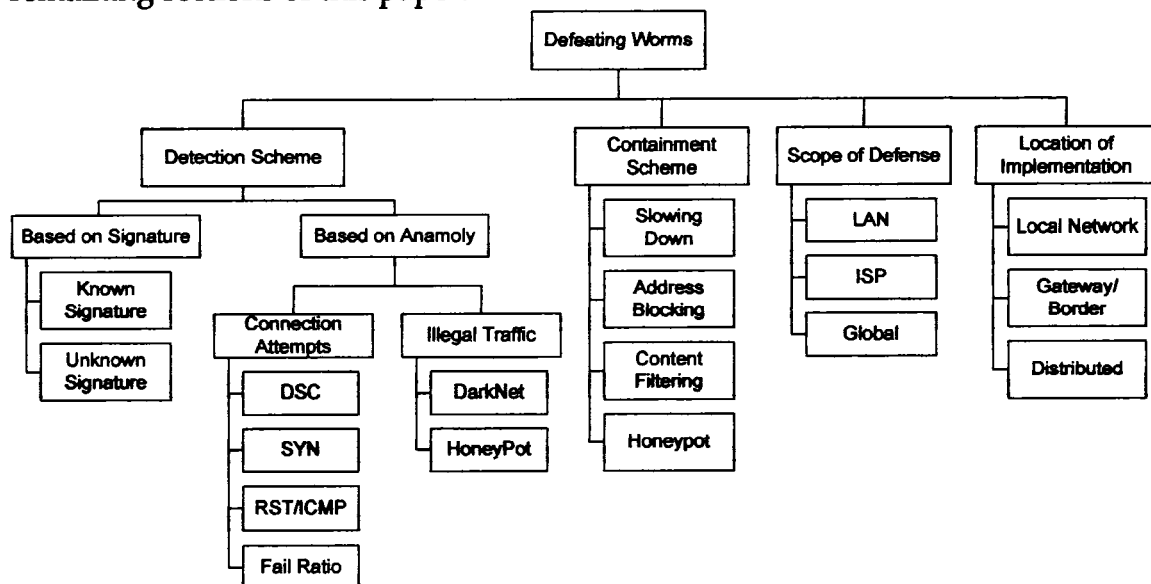 Defeating Worms
Detection Scheme
Containment
Scheme
Scope of Defense
Location of
Implementation
Based on Signature
Based on Anamoly
Known
Signature
Unknown
Signature
Connection
Attempts
DSC
SYN
RST/ICMP
Fail Ratio
Illegal Traffic
DarkNet
HoneyPot
Slowing
Down
Address
Blocking
Content
Filtering
Honeypot
LAN
ISP
Global
Local Network
Gateway/
Border
Distributed